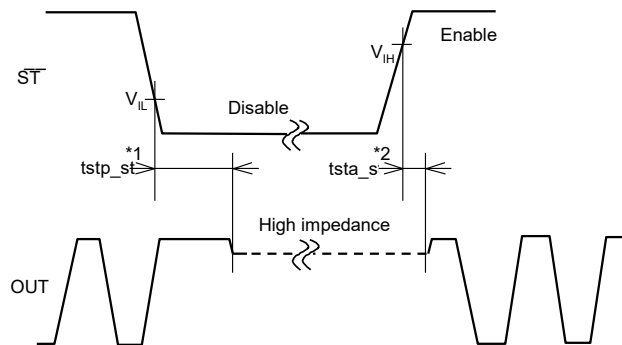 Enable
VIH
ST
VIL
Disable
*1
*2
tstp_st
tsta_s
High impedance
OUT